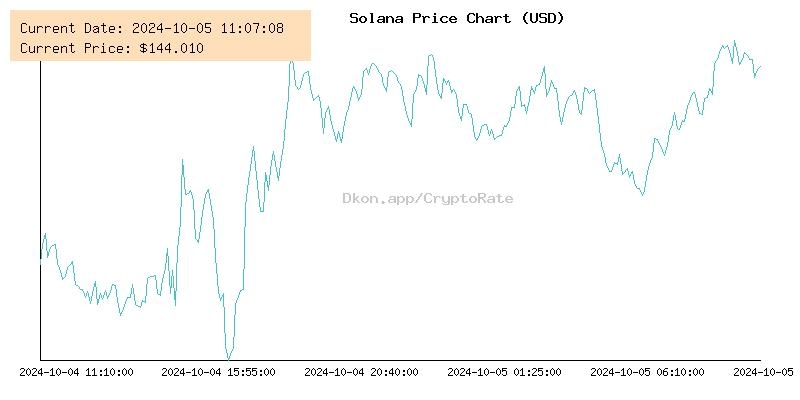 Solana Price Chart (USD)
Current Date: 2024-10-05 11:07:08
Current Price: $144.010
Dkon.app/CryptoRate
2024-10-04 11:10:00 2024-10-04 15:55:00 2024-10-04 20:40:00 2024-10-05 01:25:00 2024-10-05 06:10:00 2024-10-05